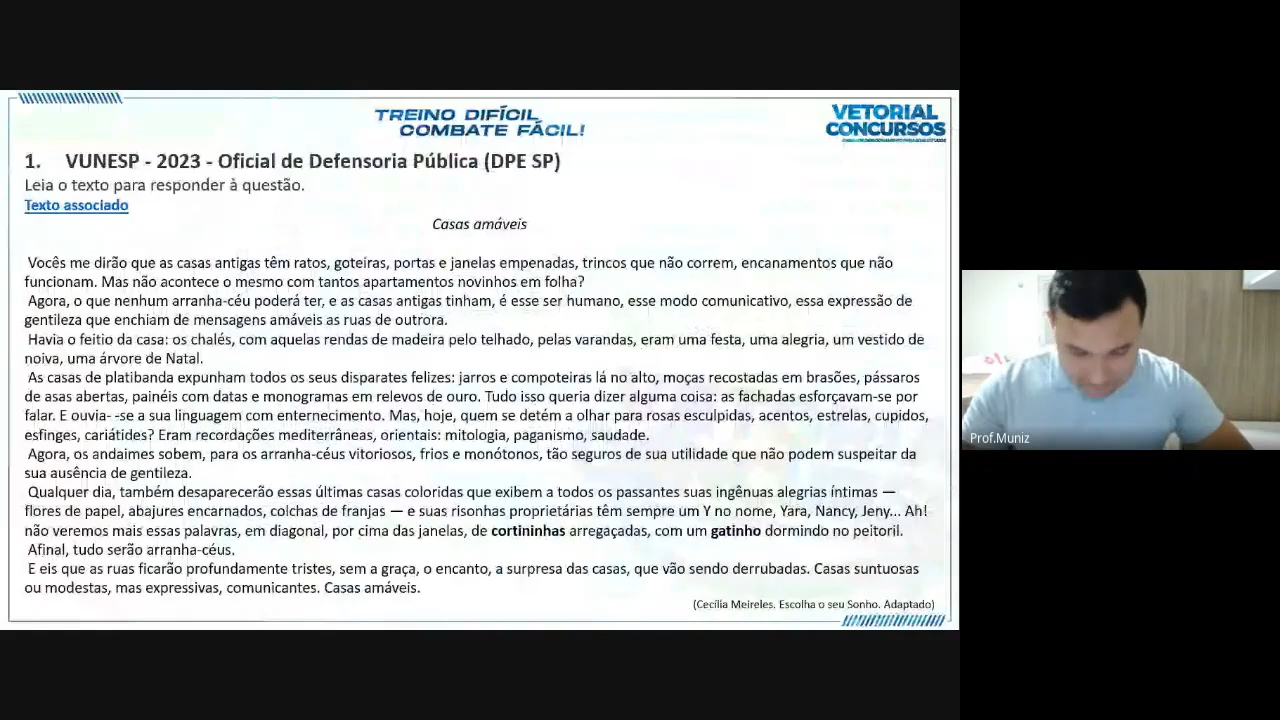 TREINO DIFÍCIL
COMBATE FÁCIL!
VETORIAL
CONCURSOS
1. VUNESP - 2023 - Oficial de Defensoria Pública (DPE SP)
Leia o texto para responder à questão.
Texto associado
Casas amáveis
Vocês me dirão que as casas antigas têm ratos, goteiras, portas e janelas empenadas, trincos que não correm, encanamentos que não
funcionam. Mas não acontece o mesmo com tantos apartamentos novinhos em folha?
Agora, o que nenhum arranha-céu poderá ter, e as casas antigas tinham, é esse ser humano, esse modo comunicativo, essa expressão de
gentileza que enchiam de mensagens amáveis as ruas de outrora.
Havia o feitio da casa: os chalés, com aquelas rendas de madeira pelo telhado, pelas varandas, eram uma festa, uma alegria, um vestido de
noiva, uma árvore de Natal.
As casas de platibanda expunham todos os seus disparates felizes: jarros e compoteiras lá no alto, moças recostadas em brasões, pássaros
de asas abertas, painéis com datas e monogramas em relevos de ouro. Tudo isso queria dizer alguma coisa: as fachadas esforçavam-se por
falar. E ouvia- -se a sua linguagem com enternecimento. Mas, hoje, quem se detém a olhar para rosas esculpidas, acentos, estrelas, cupidos,
esfinges, cariátides? Eram recordações mediterrâneas, orientais: mitologia, paganismo, saudade.
Agora, os andaimes sobem, para os arranha-céus vitoriosos, frios e monótonos, tão seguros de sua utilidade que não podem suspeitar da
sua ausência de gentileza.
Qualquer dia, também desaparecerão essas últimas casas coloridas que exibem a todos os passantes suas ingênuas alegrias íntimas —
flores de papel, abajures encarnados, colchas de franjas — e suas risonhas proprietárias têm sempre um Y no nome, Yara, Nancy, Jeny... Ah!
não veremos mais essas palavras, em diagonal, por cima das janelas, de cortininhas arregaçadas, com um gatinho dormindo no peitoril.
Afinal, tudo serão arranha-céus.
E eis que as ruas ficarão profundamente tristes, sem a graça, o encanto, a surpresa das casas, que vão sendo derrubadas. Casas suntuosas
ou modestas, mas expressivas, comunicantes. Casas amáveis.
(Cecília Meireles. Escolha o seu Sonho. Adaptado)
Prof.Muniz